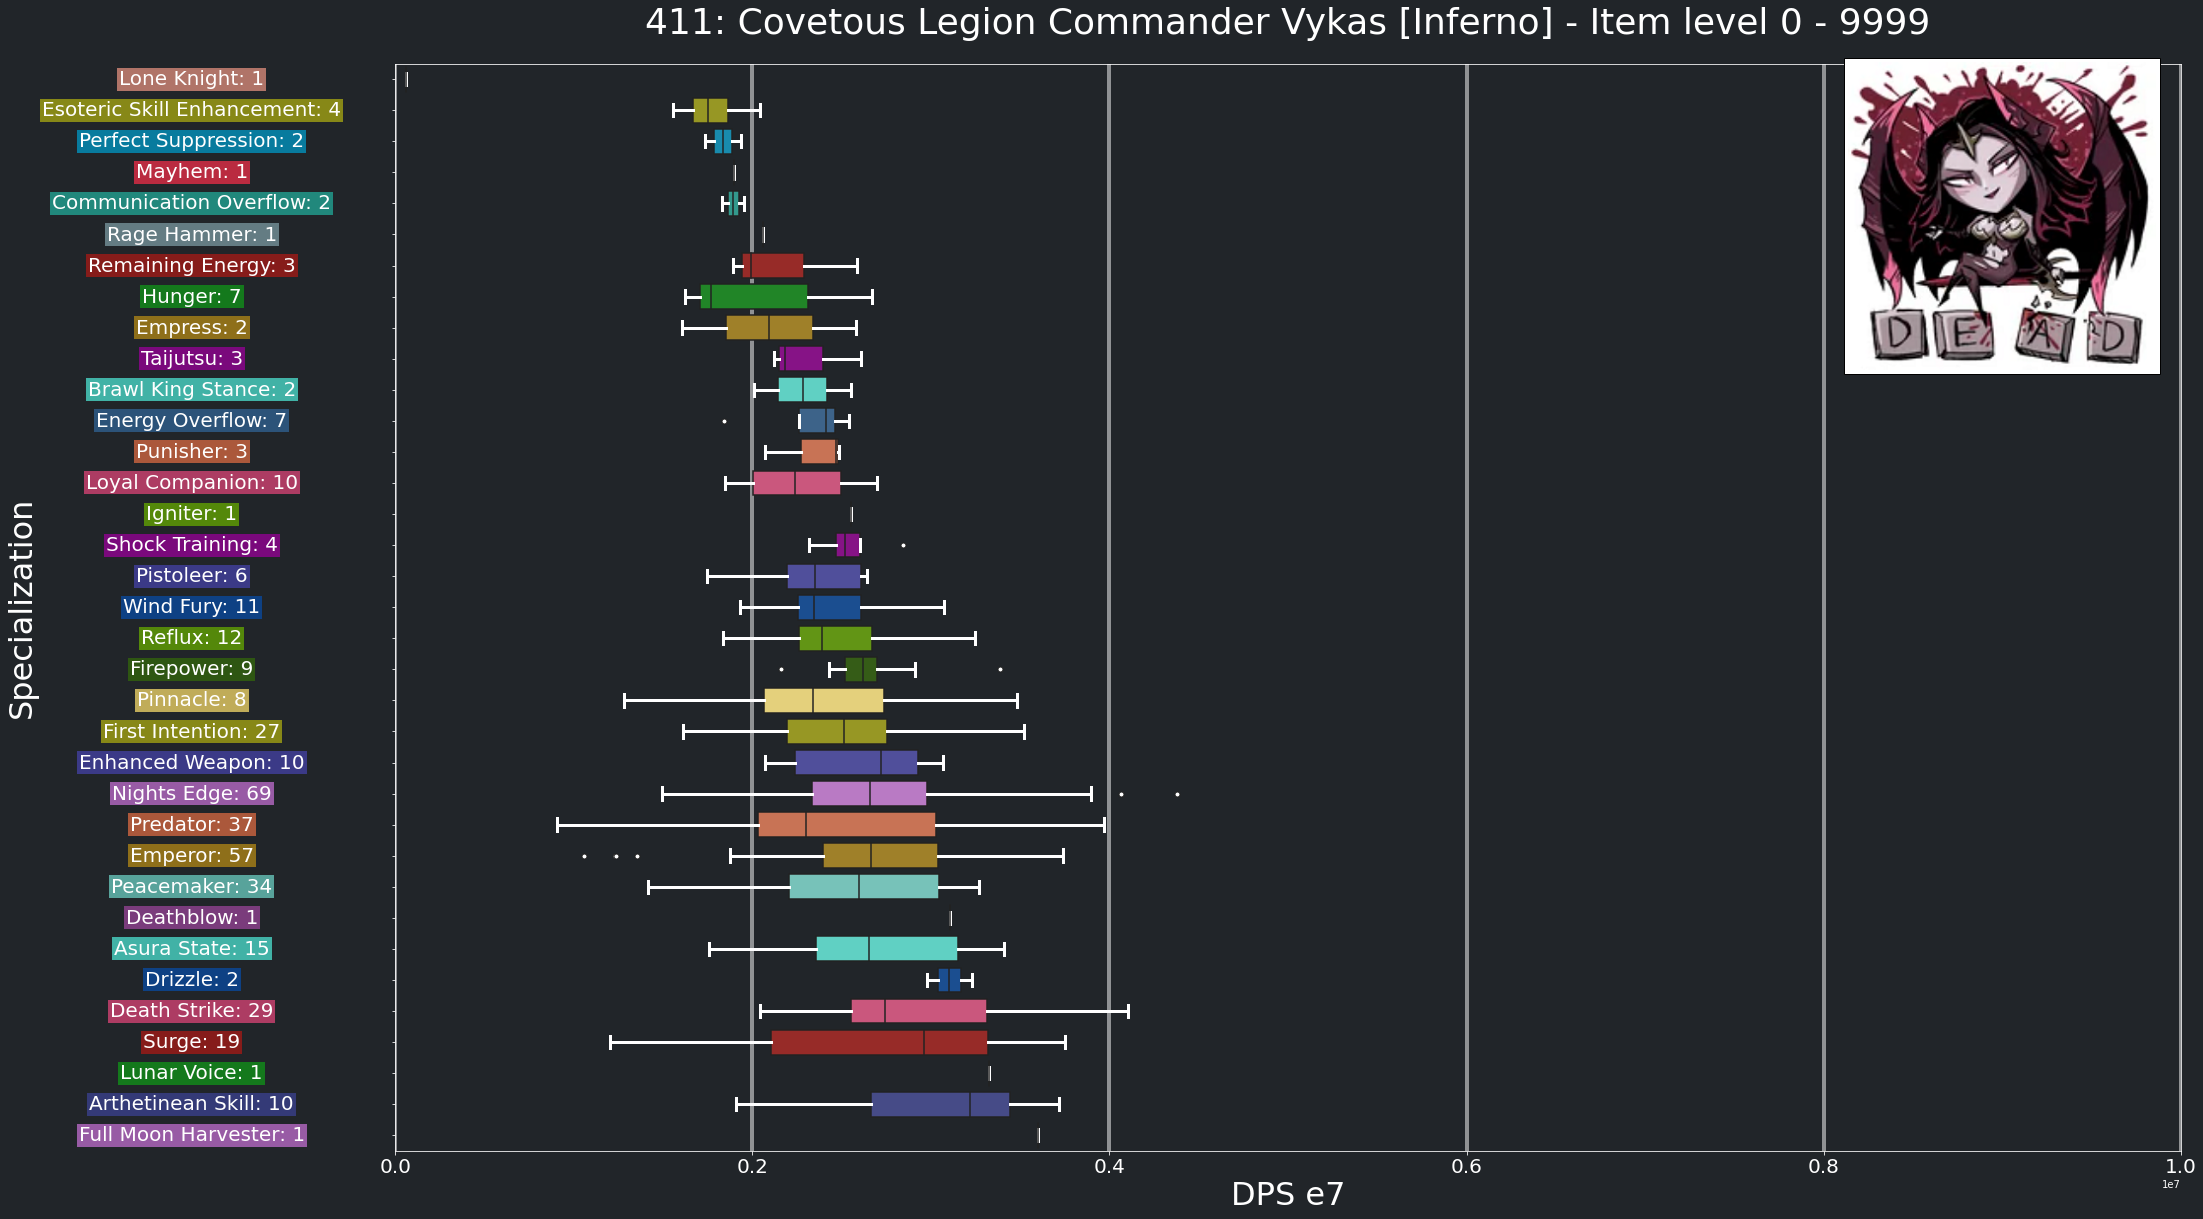 411: Covetous Legion Commander Vykas [Inferno] - Item level 0 - 9999
Lone Knight: 1
Esoteric Skill Enhancement: 4
Perfect Suppression: 2
Mayhem: 1
Communication Overflow: 2
Rage Hammer: 1
Remaining Energy: 3
Hunger: 7
Empress: 2
Taijutsu: 3
Brawl King Stance: 2
Energy Overflow: 7
Punisher: 3
Loyal Companion: 10
Igniter: 1
Shock Training: 4
Pistoleer: 6
Wind Fury: 11
Reflux: 12
Firepower: 9
Pinnacle: 8
First Intention: 27
Enhanced Weapon: 10
Nights Edge: 69
Predator: 37
Emperor: 57
Peacemaker: 34
Deathblow: 1
Asura State: 15
Drizzle: 2
Death Strike: 29
Surge: 19
Lunar Voice: 1
Arthetinean Skill: 10
Full Moon Harvester: 1
Specialization
D E A D
0.0 0.2 0.4 0.6 0.8 1.0
1e7
DPS e7